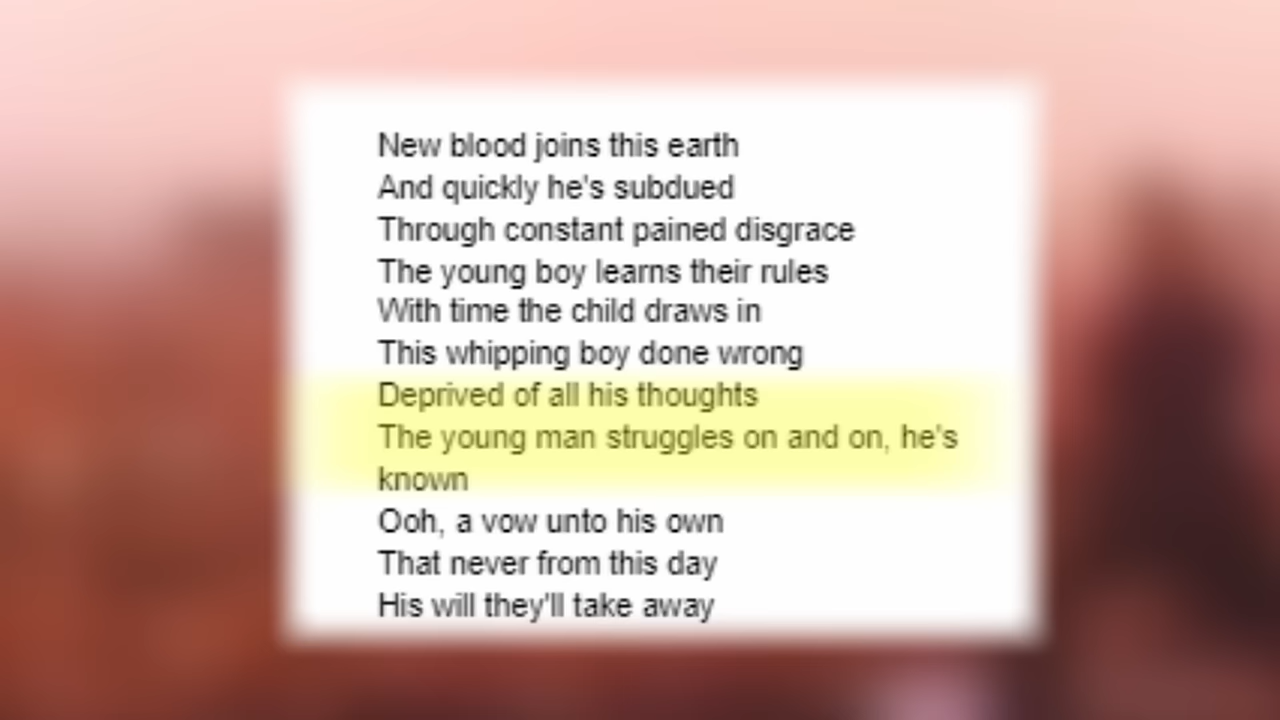 New blood joins this earth
And quickly he's subdued
Through constant pained disgrace
The young boy learns their rules
With time the child draws in
This whipping boy done wrong
Deprived of all his thoughts
The young man struggles on and on, he's
known
Ooh, a vow unto his own
That never from this day
His will they'll take away